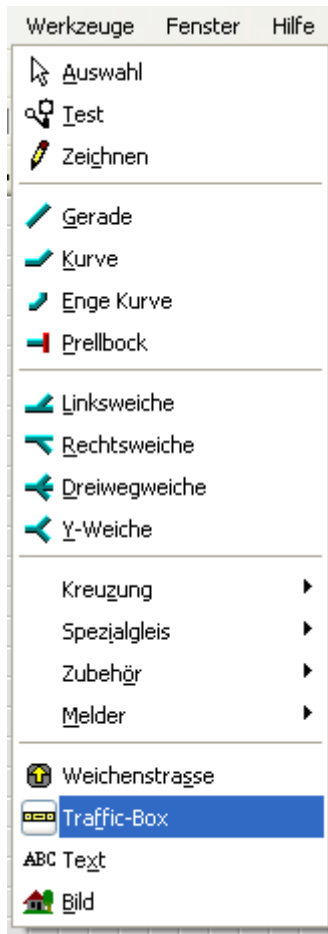 Werkzeuge Fenster Hilfe
Auswahl
Test
Zeichnen
Gerade
Kurve
Enge Kurve
Prellbock
Linksweiche
Rechtsweiche
Dreiwegweiche
Y-Weiche
Kreuzung
Spezialgleis
Zubehör
Melder
Weichenstrasse
Traffic-Box
ABC Text
Bild